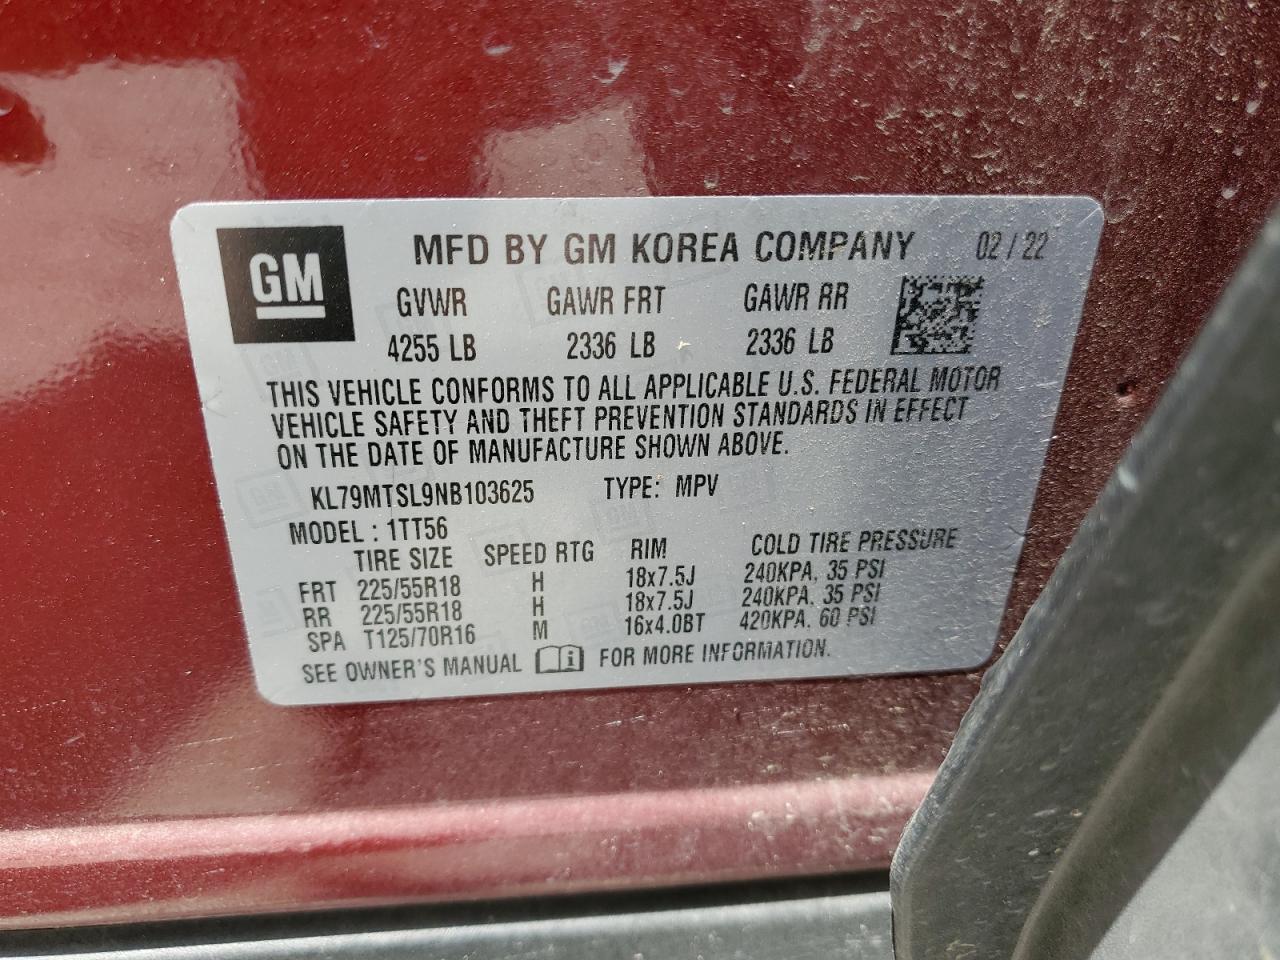 GM
MFD BY GM KOREA COMPANY 02 / 22
GVWR GAWR FRT GAWR RR
4255 LB 2336 LB 2336 LB
THIS VEHICLE CONFORMS TO ALL APPLICABLE U.S. FEDERAL MOTOR
VEHICLE SAFETY AND THEFT PREVENTION STANDARDS IN EFFECT
ON THE DATE OF MANUFACTURE SHOWN ABOVE.
KL79MTSL9NB103625 TYPE: MPV
MODEL : 1TT56
TIRE SIZE SPEED RTG RIM COLD TIRE PRESSURE
FRT 225/55R18 H 18x7.5J 240KPA, 35 PSI
RR 225/55R18 H 18x7.5J 240KPA, 35 PSI
SPA T125/70R16 M 16x4.0BT 420KPA, 60 PSI
SEE OWNER'S MANUAL FOR MORE INFORMATION.